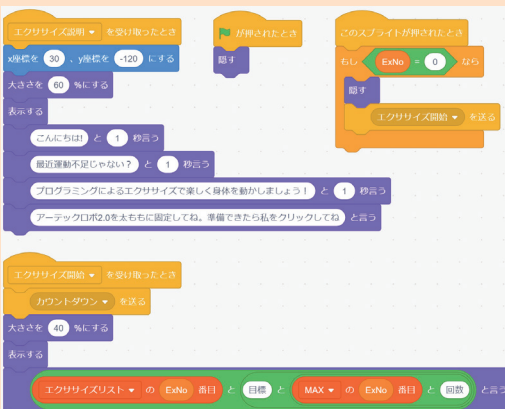 エクササイズ説明 を受け取ったとき
x座標を 30 、y座標を -120 にする
大きさを 60 %にする
表示する
こんにちは! と 1 秒言う
最近運動不足じゃない？ と 1 秒言う
プログラミングによるエクササイズで楽しく身体を動かしましょう！ と 1 秒言う
アーテックロボ2.0を太ももに固定してね。準備できたら私をクリックしてね と言う
が押されたとき
隠す
このスプライトが押されたとき
もし ExNo = 0 なら
隠す
エクササイズ開始 を送る
エクササイズ開始 を受け取ったとき
カウントダウン を送る
大きさを 40 %にする
表示する
エクササイズリスト の ExNo 番目 と 目標 と MAX の ExNo 番目 と 回数 と言う